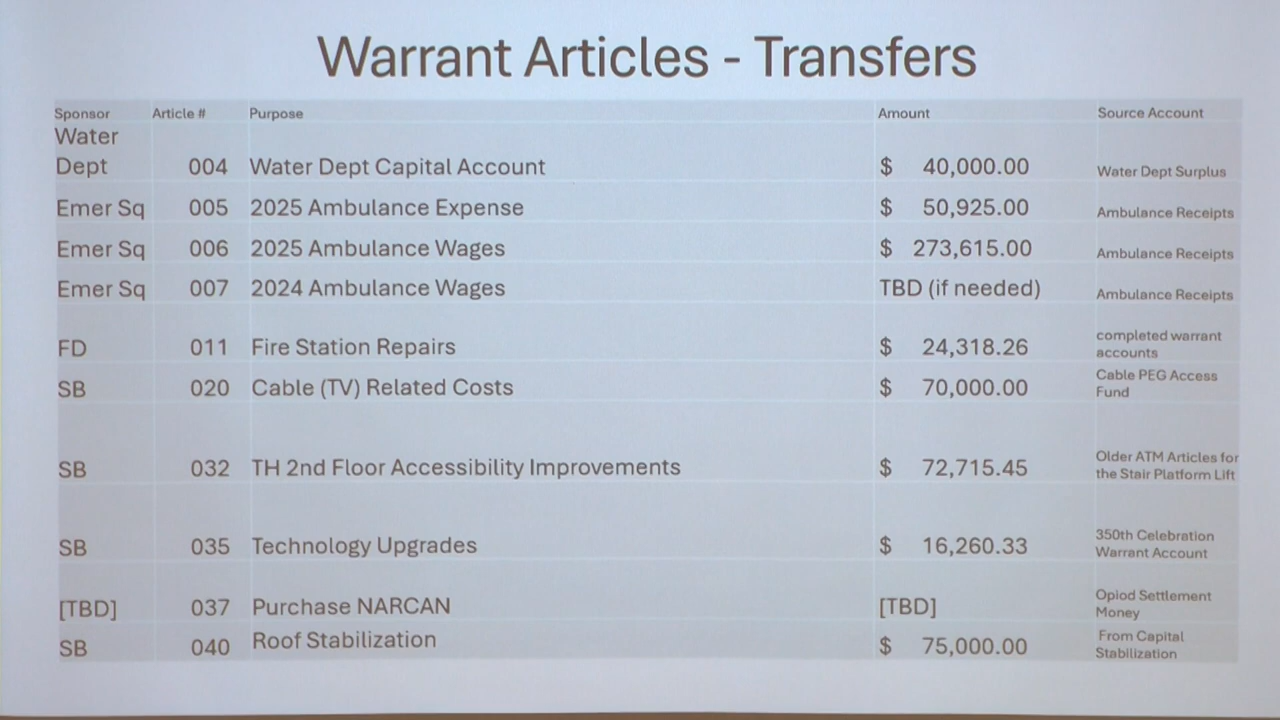 Warrant Articles - Transfers
Sponsor Article # Purpose Amount Source Account
Water
Dept 004 Water Dept Capital Account $ 40,000.00 Water Dept Surplus
Emer Sq 005 2025 Ambulance Expense $ 50,925.00 Ambulance Receipts
Emer Sq 006 2025 Ambulance Wages $ 273,615.00 Ambulance Receipts
Emer Sq 007 2024 Ambulance Wages TBD (if needed) Ambulance Receipts
FD 011 Fire Station Repairs $ 24,318.26 completed warrant
accounts
SB 020 Cable (TV) Related Costs $ 70,000.00 Cable PEG Access
Fund
SB 032 TH 2nd Floor Accessibility Improvements $ 72,715.45 Older ATM Articles for
the Stair Platform Lift
SB 035 Technology Upgrades $ 16,260.33 350th Celebration
Warrant Account
[TBD] 037 Purchase NARCAN [TBD] Opiod Settlement
Money
SB 040 Roof Stabilization $ 75,000.00 From Capital
Stabilization